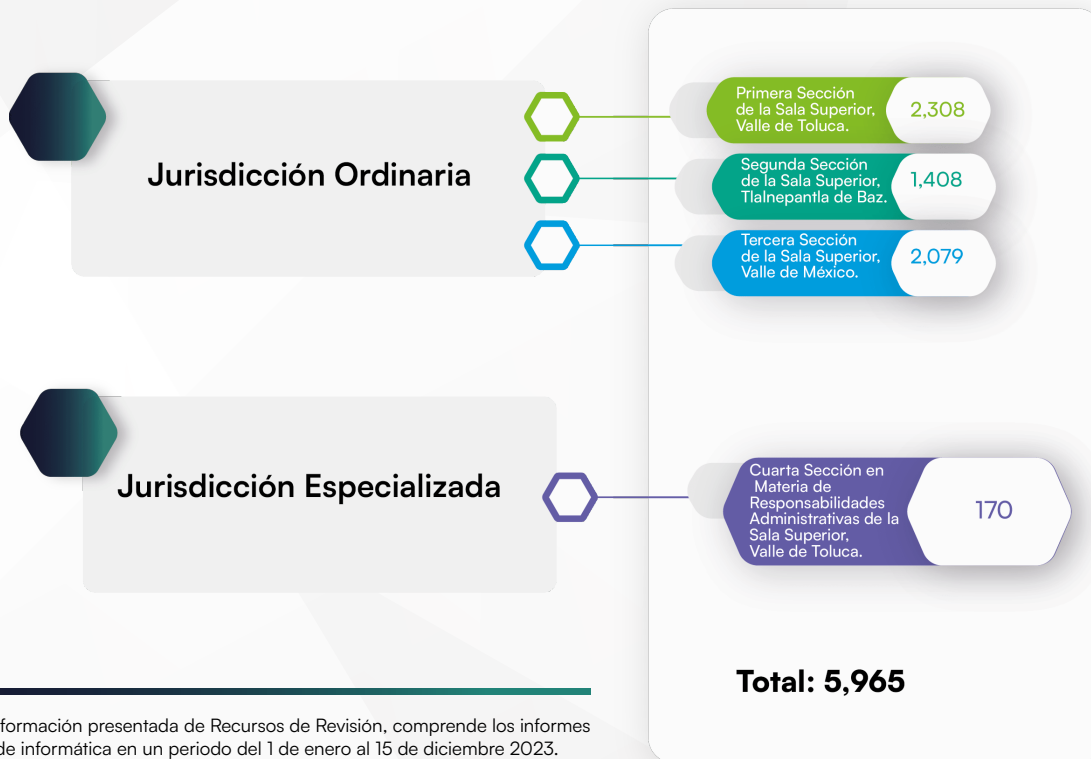 Jurisdicción Ordinaria
Primera Sección
de la Sala Superior,
Valle de Toluca.
2,308
Segunda Sección
de la Sala Superior,
Tlalnepantla de Baz.
1,408
Tercera Sección
de la Sala Superior,
Valle de México.
2,079
Jurisdicción Especializada
Cuarta Sección en
Materia de
Responsabilidades
Administrativas de la
Sala Superior,
Valle de Toluca.
170
Total: 5,965
formación presentada de Recursos de Revisión, comprende los informes
de informática en un periodo del 1 de enero al 15 de diciembre 2023.